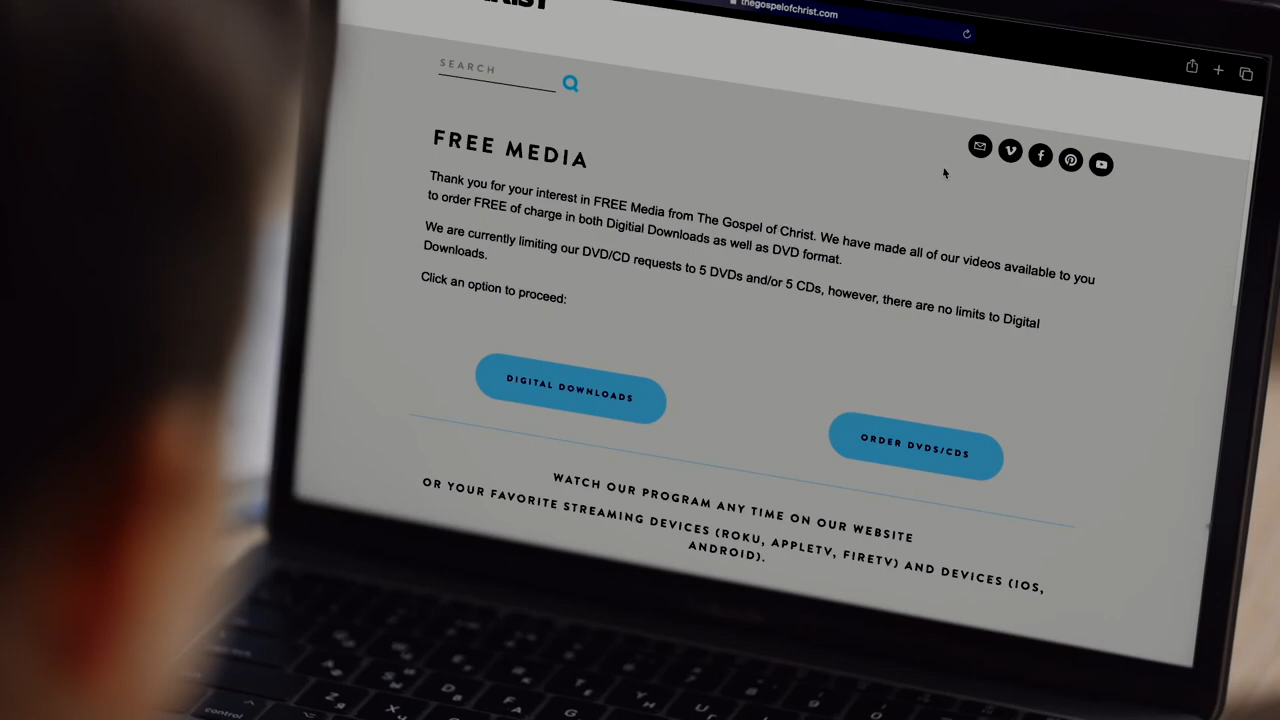 thegospelofchrist.com
SEARCH
FREE MEDIA
Thank you for your interest in FREE Media from The Gospel of Christ. We have made all of our videos available to you
to order FREE of charge in both Digitial Downloads as well as DVD format.
We are currently limiting our DVD/CD requests to 5 DVDs and/or 5 CDs, however, there are no limits to Digital
Downloads.
Click an option to proceed:
DIGITAL DOWNLOADS
ORDER DVDS/CDS
WATCH OUR PROGRAM ANY TIME ON OUR WEBSITE
OR YOUR FAVORITE STREAMING DEVICES (ROKU, APPLETV, FIRETV) AND DEVICES (IOS,
ANDROID).
control